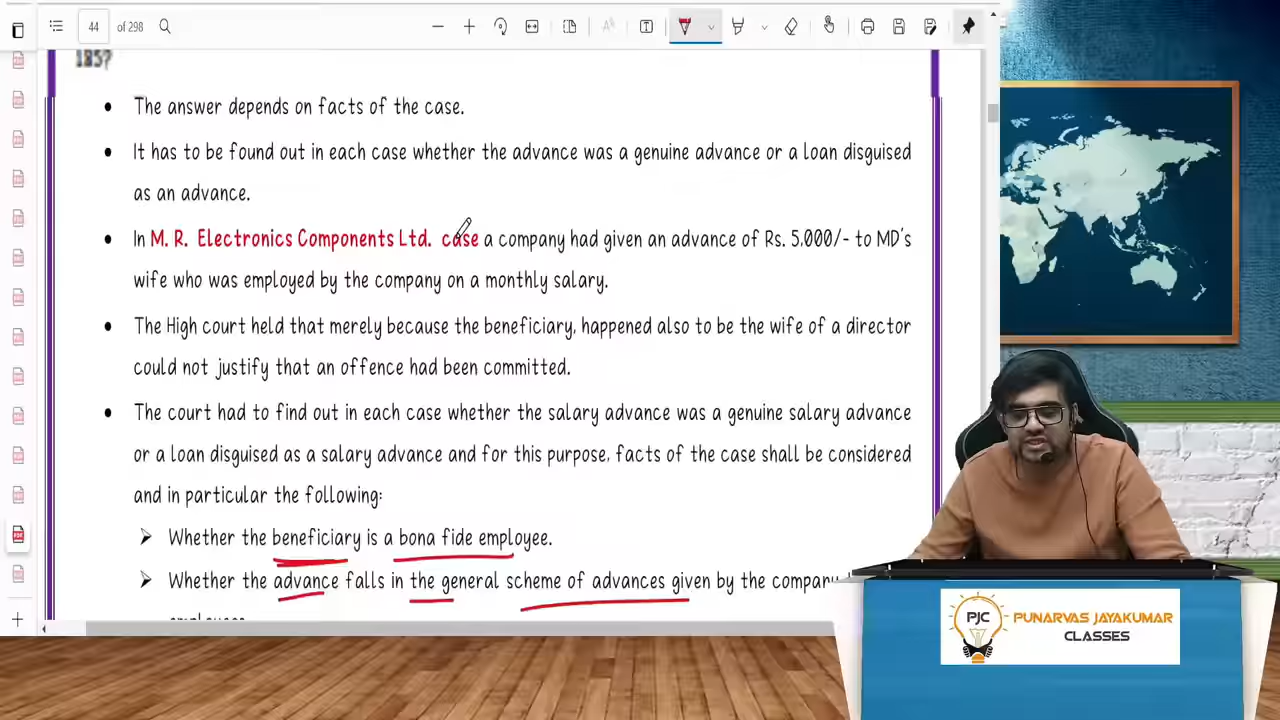 44 of 298
185?
• The answer depends on facts of the case.
• It has to be found out in each case whether the advance was a genuine advance or a loan disguised
as an advance.
• In M. R. Electronics Components Ltd. case a company had given an advance of Rs. 5,000/- to MD's
wife who was employed by the company on a monthly salary.
• The High court held that merely because the beneficiary, happened also to be the wife of a director
could not justify that an offence had been committed.
• The court had to find out in each case whether the salary advance was a genuine salary advance
or a loan disguised as a salary advance and for this purpose, facts of the case shall be considered
and in particular the following:
➢ Whether the beneficiary is a bona fide employee.
➢ Whether the advance falls in the general scheme of advances given by the company
PJC PUNARVAS JAYAKUMAR
CLASSES